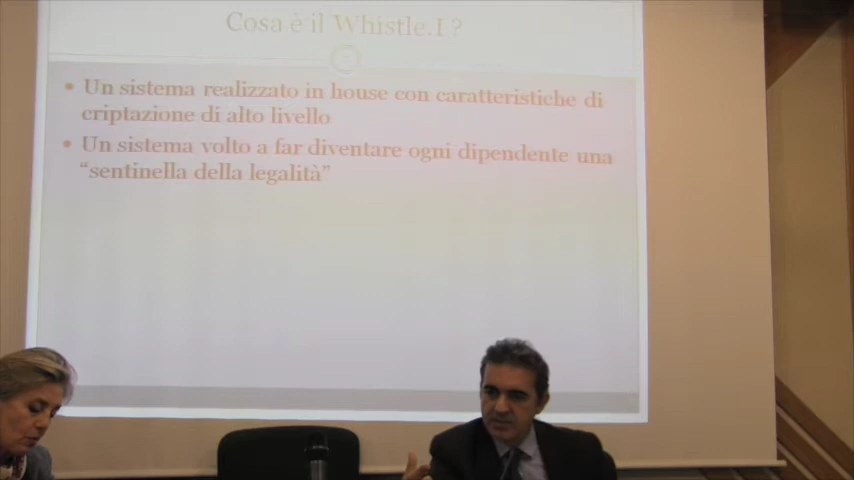 Cosa è il Whistle.I.?
• Un sistema realizzato in house con caratteristiche di
criptazione di alto livello
• Un sistema volto a far diventare ogni dipendente una
“sentinella della legalità”